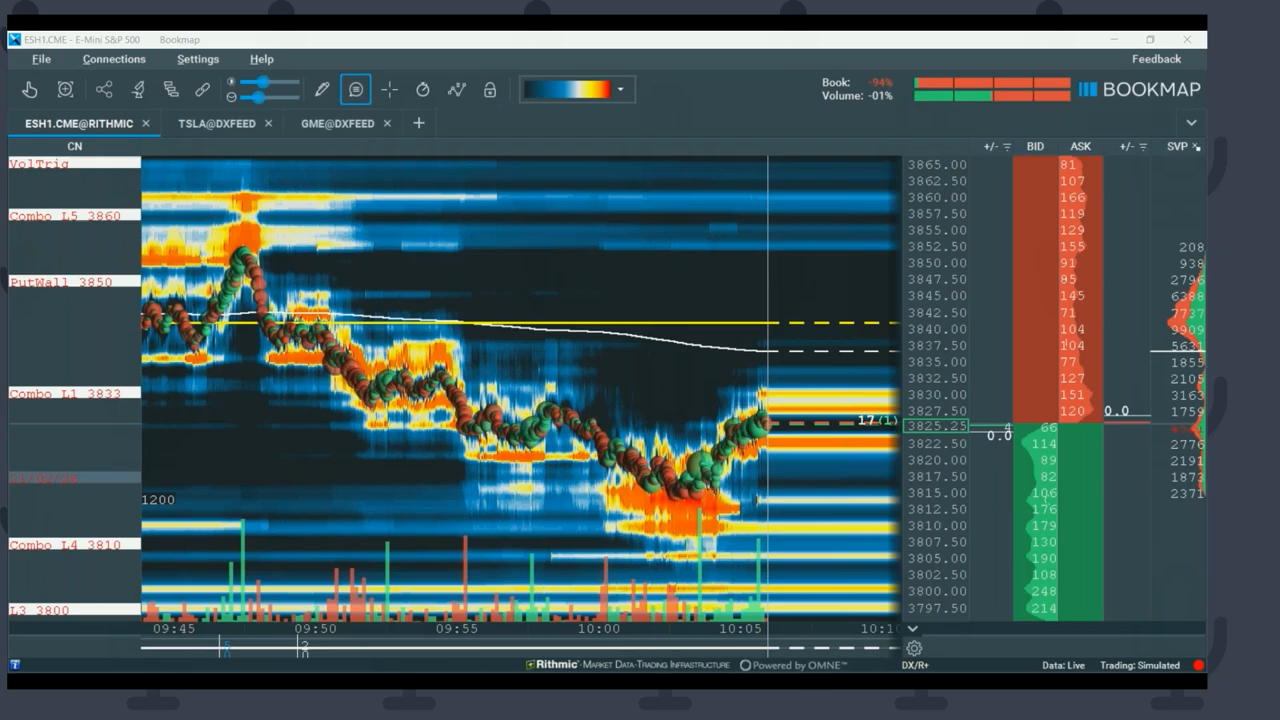 ESH1.CME - E-Mini S&P 500 Bookmap
File Connections Settings Help Feedback
Book: -94%
Volume: -01%
BOOKMAP
ESH1.CME@RITHMIC TSLA@DXFEED GME@DXFEED
CN +/- BID ASK +/- SVP
VolTrig
Combo L5 3860
PutWall 3850
Combo L1 3833
Combo L4 3810
L3 3800
1200
17(1)
3865.00 81
3862.50 107
3860.00 166
3857.50 119
3855.00 129
3852.50 155 208
3850.00 91 938
3847.50 85 2796
3845.00 145 6388
3842.50 71 7737
3840.00 104 9909
3837.50 104 5631
3835.00 77 1855
3832.50 127 2105
3830.00 151 3163
3827.50 120 0.0 1759
3825.25 4 66
3822.50 0.0 114 2776
3820.00 89 2191
3817.50 82 1873
3815.00 106 2371
3812.50 176
3810.00 179
3807.50 130
3805.00 190
3802.50 108
3800.00 248
3797.50 214
09:45 09:50 09:55 10:00 10:05 10:10
Rithmic Market Data-Trading Infrastructure Powered by OMNE™ DX/R+ Data: Live Trading: Simulated